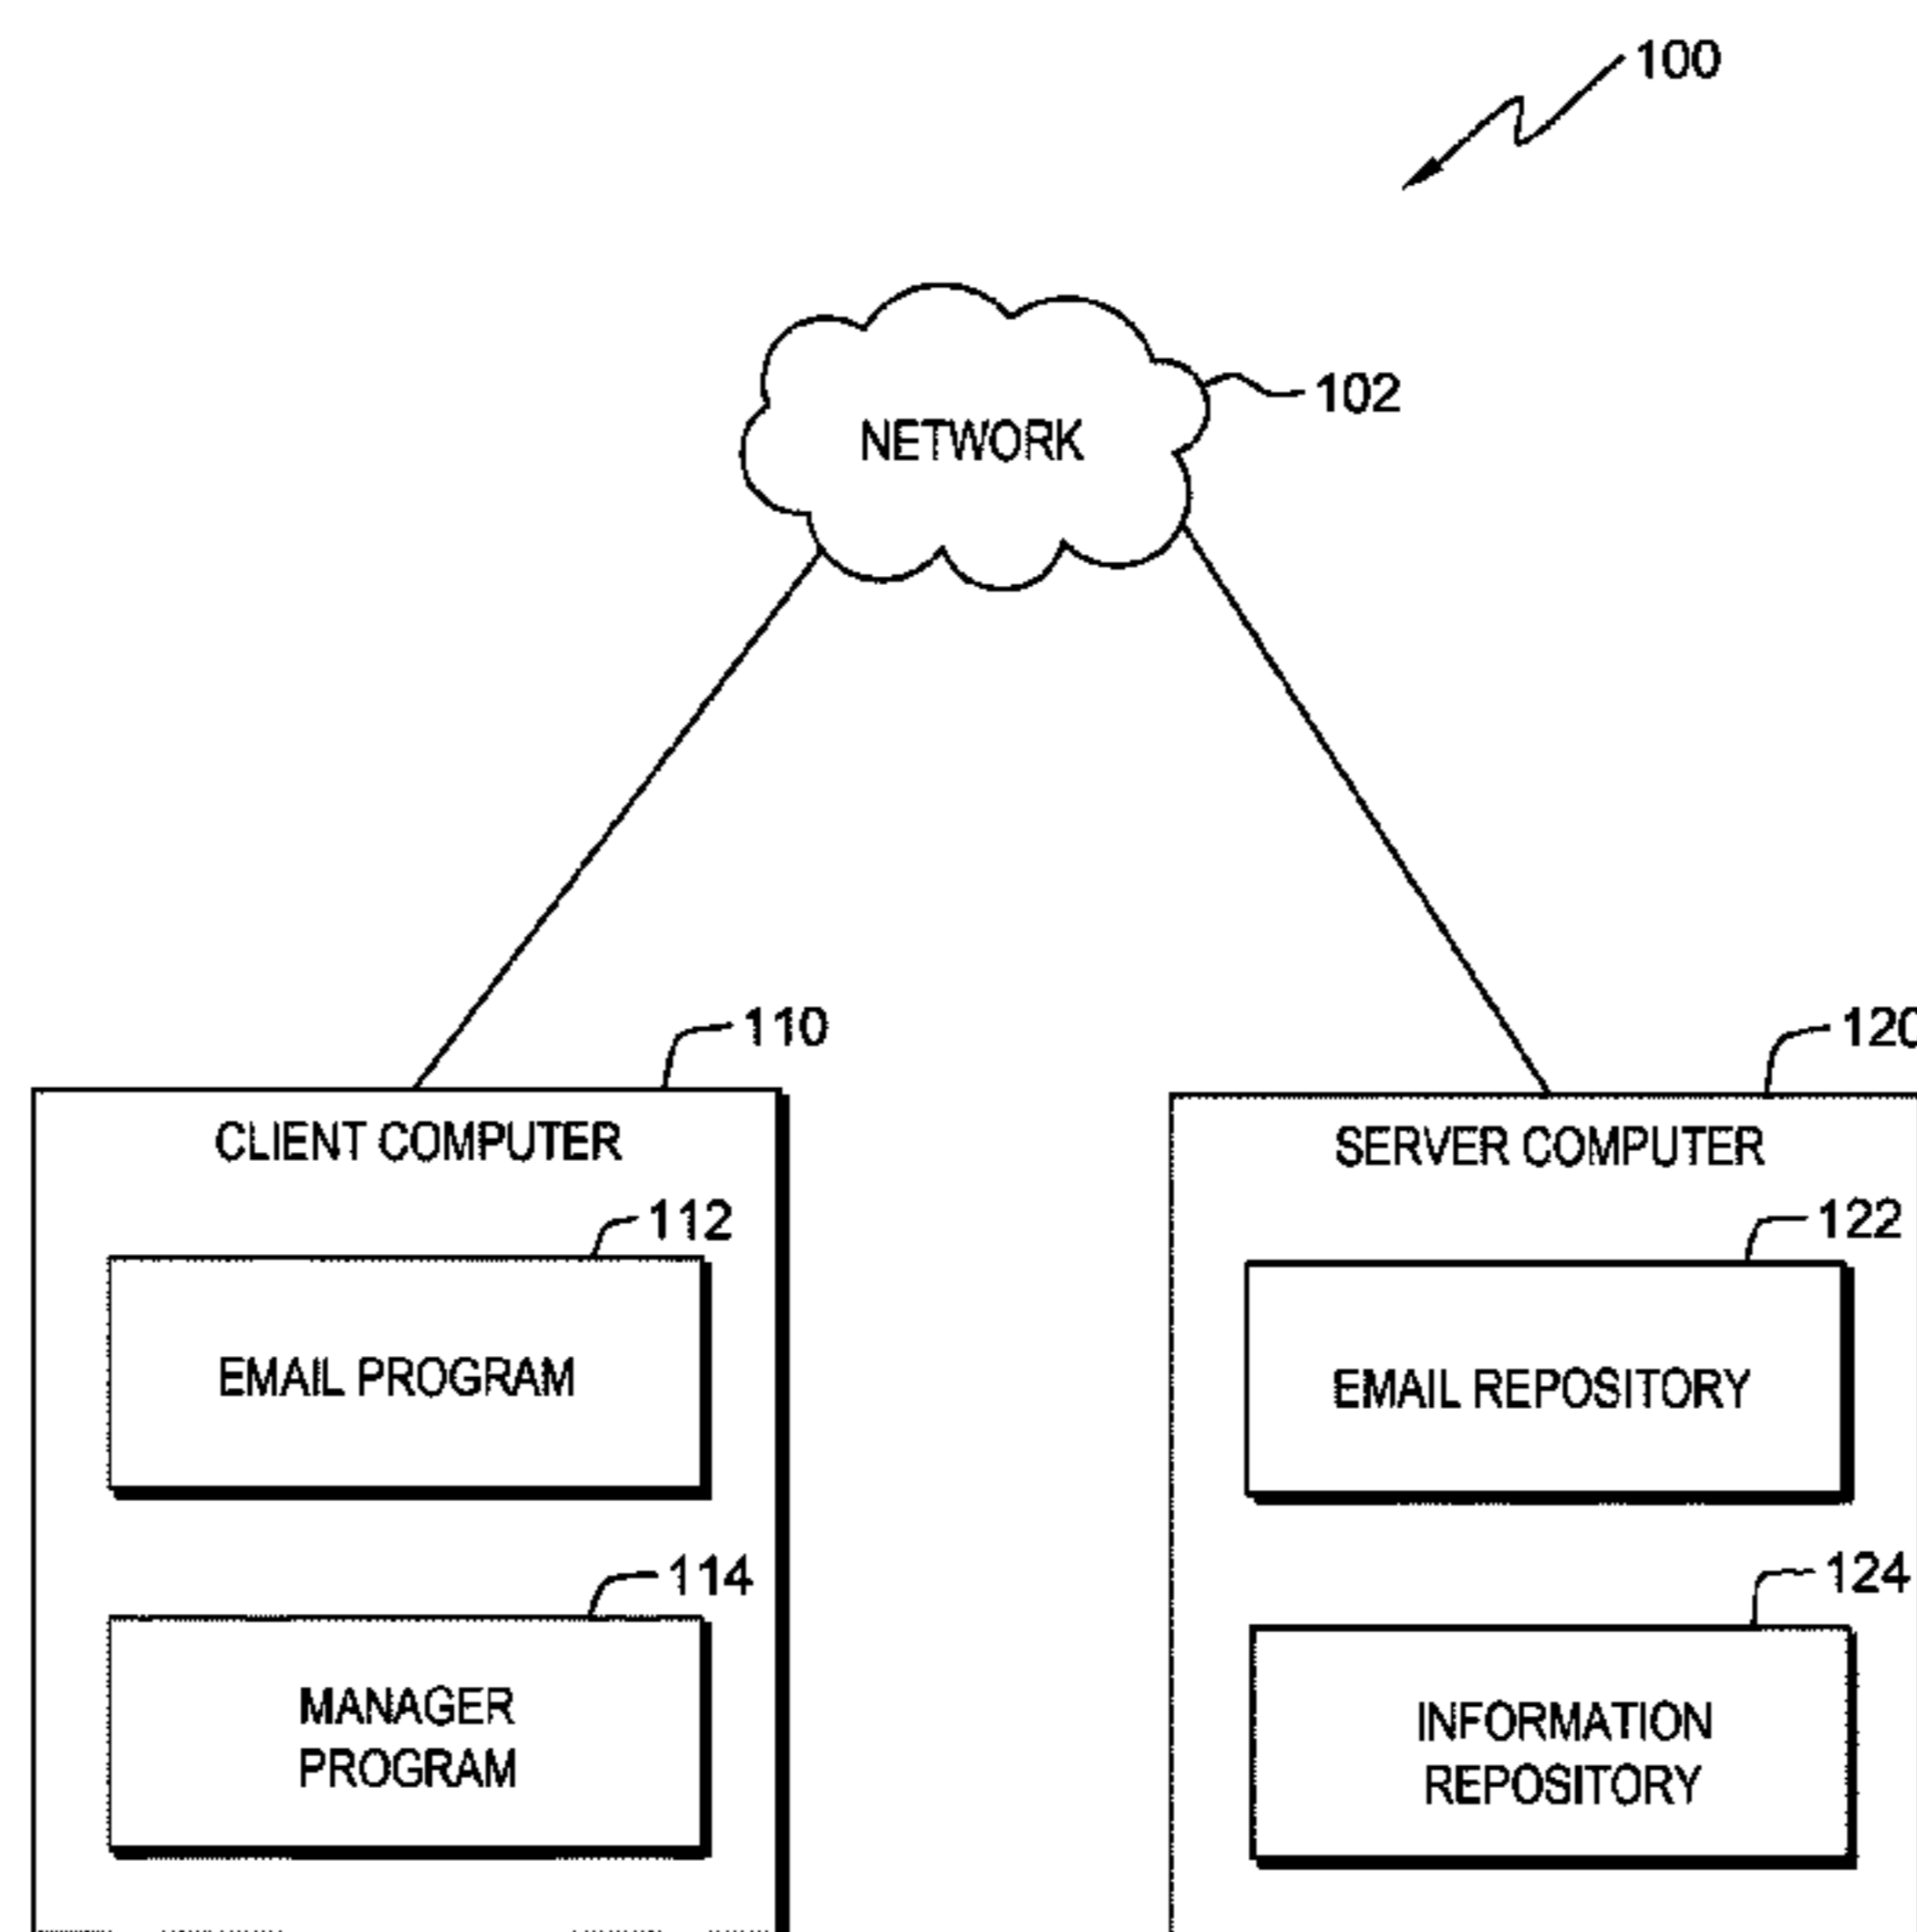 100
102
NETWORK
110
120
CLIENT COMPUTER
SERVER COMPUTER
112
122
EMAIL PROGRAM
EMAIL REPOSITORY
114
124
MANAGER
PROGRAM
INFORMATION
REPOSITORY